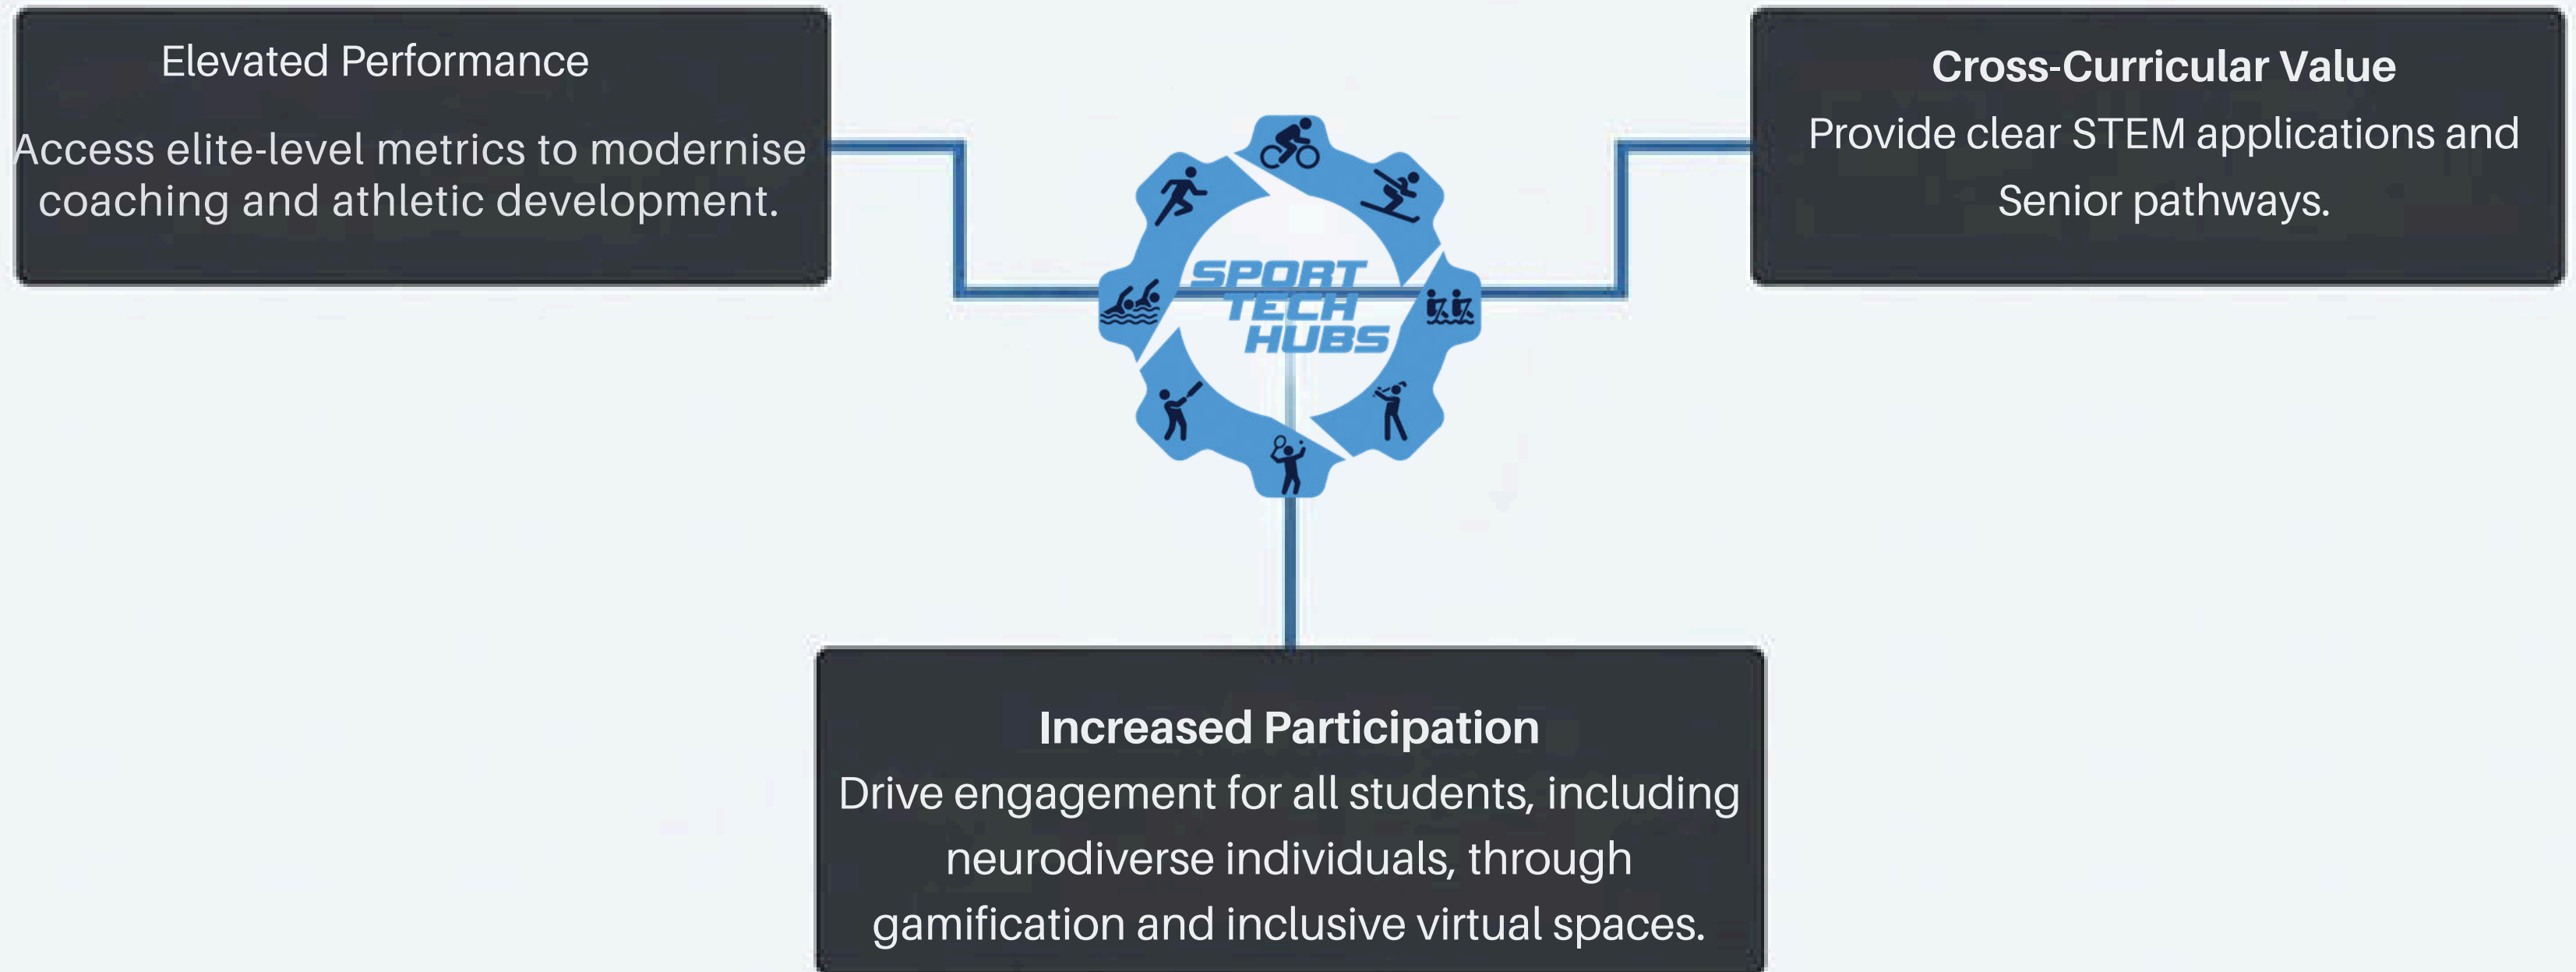 Elevated Performance
Access elite-level metrics to modernise
coaching and athletic development.
Cross-Curricular Value
Provide clear STEM applications and
Senior pathways.
SPORT
TECH
HUBS
Increased Participation
Drive engagement for all students, including
neurodiverse individuals, through
gamification and inclusive virtual spaces.